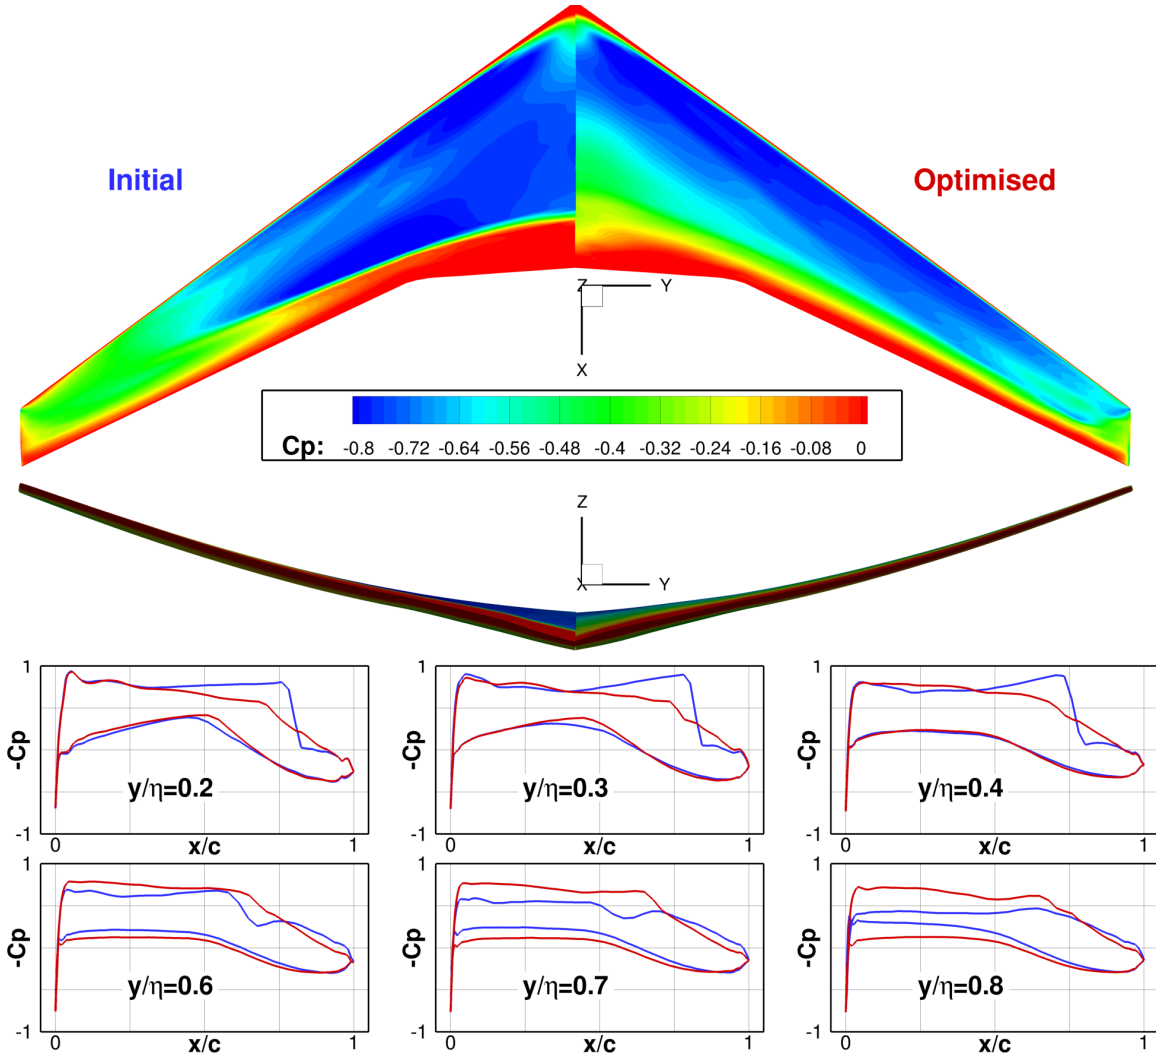 Initial
Optimised
Z Y
X
Cp: -0.8 -0.72 -0.64 -0.56 -0.48 -0.4 -0.32 -0.24 -0.16 -0.08 0
Z
X Y
1 1 1
-Cp -Cp -Cp
y/η=0.2 y/η=0.3 y/η=0.4
-1 -1 -1
0 x/c 1 0 x/c 1 0 x/c 1
1 1 1
-Cp -Cp -Cp
y/η=0.6 y/η=0.7 y/η=0.8
-1 -1 -1
0 x/c 1 0 x/c 1 0 x/c 1